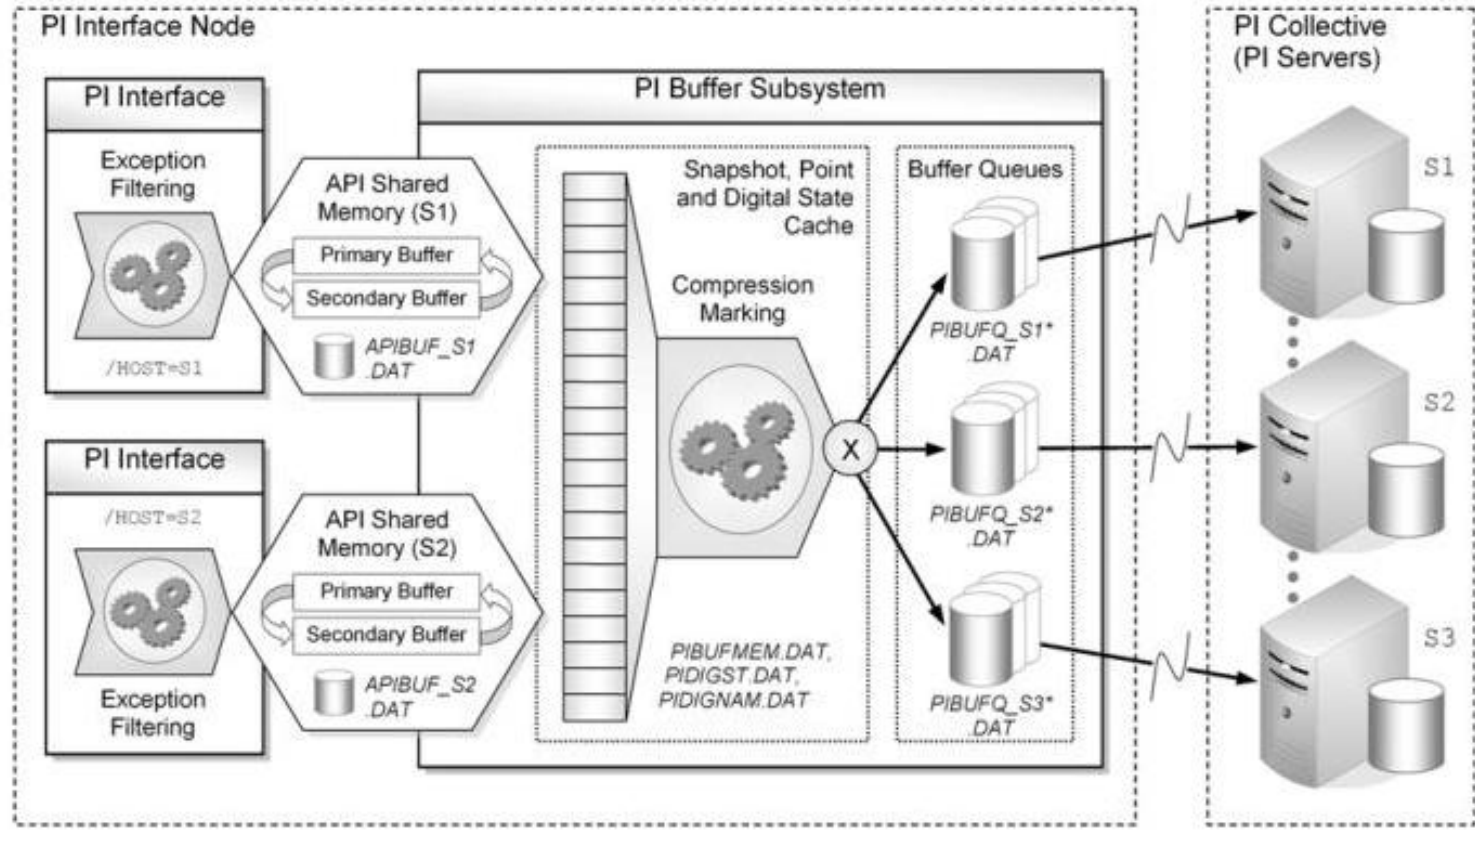 PI Interface Node
PI Interface
Exception
Filtering
/HOST=S1
API Shared
Memory (S1)
Primary Buffer
Secondary Buffer
APIBUF_S1
.DAT
PI Interface
/HOST=S2
Exception
Filtering
API Shared
Memory (S2)
Primary Buffer
Secondary Buffer
APIBUF_S2
.DAT
PI Buffer Subsystem
Snapshot, Point
and Digital State
Cache
Compression
Marking
X
PIBUFMEM.DAT,
PIDIGST.DAT,
PIDIGNAM.DAT
Buffer Queues
PIBUFQ_S1*
.DAT
PIBUFQ_S2*
.DAT
PIBUFQ_S3*
.DAT
PI Collective
(PI Servers)
S1
S2
S3